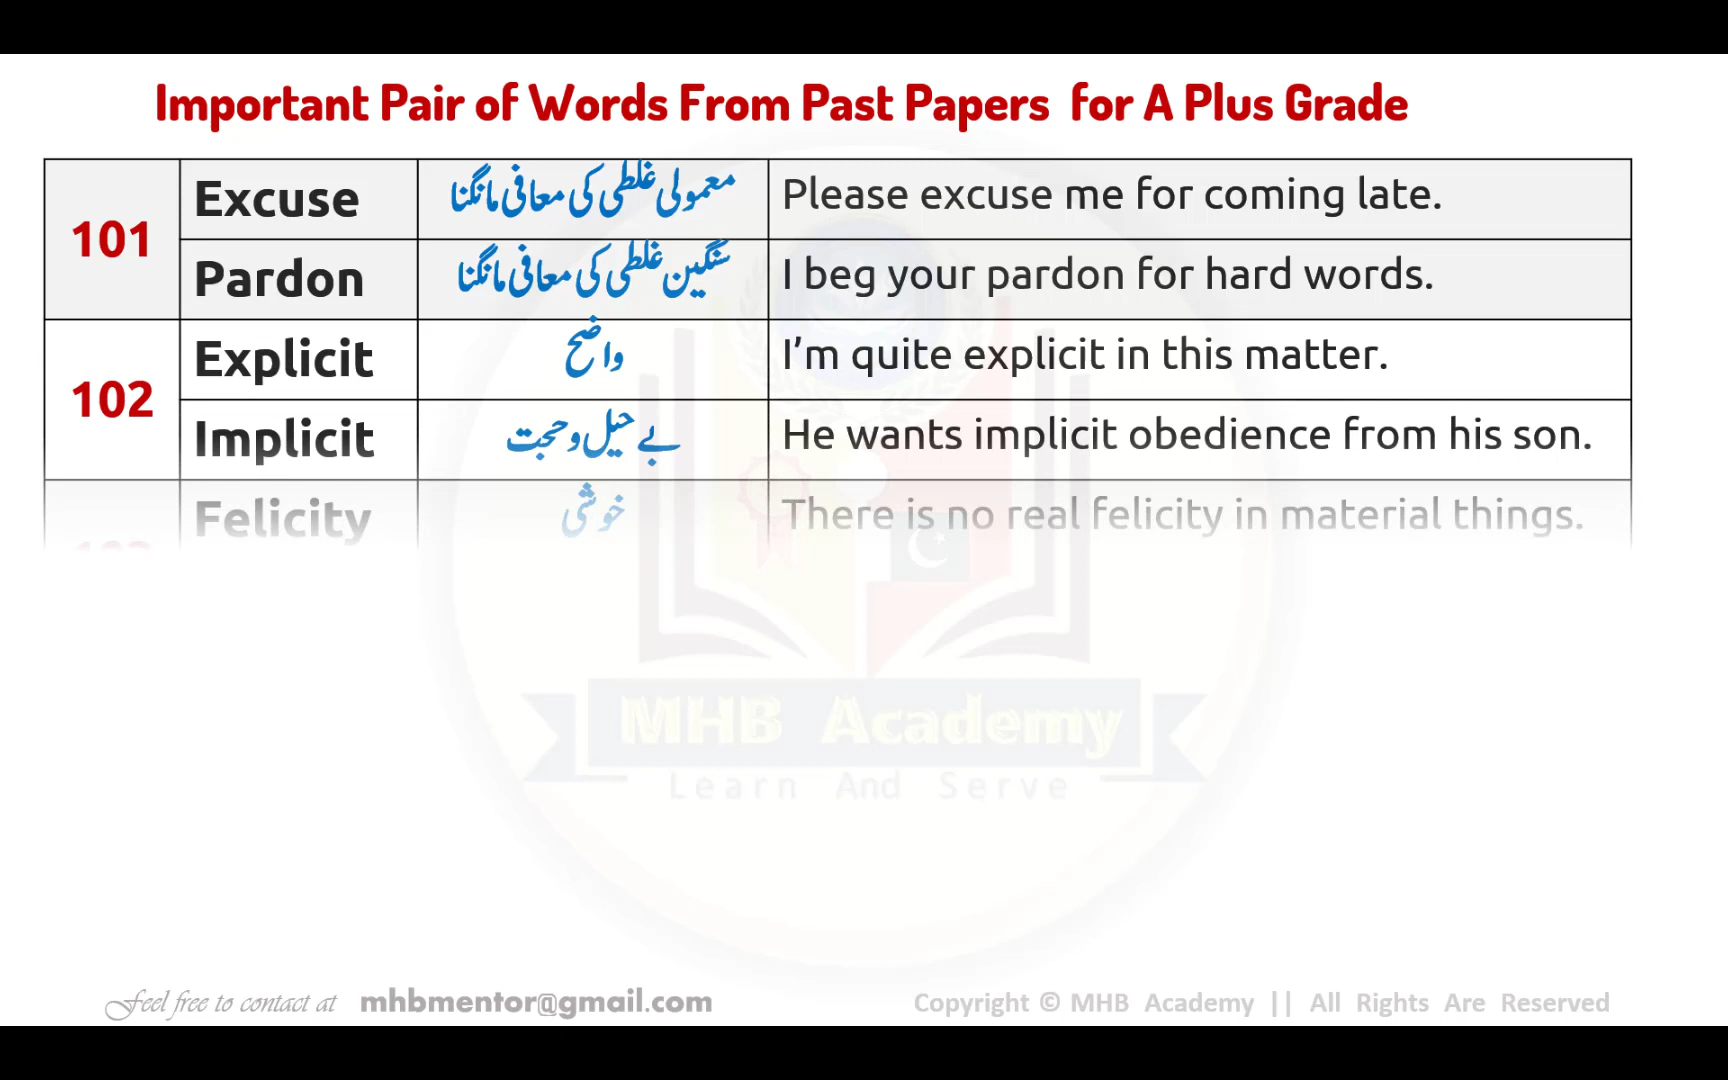 Important Pair of Words From Past Papers for A Plus Grade
101
Excuse
معمولی غلطی کی معافی مانگنا
Please excuse me for coming late.
Pardon
سنگین غلطی کی معافی مانگنا
I beg your pardon for hard words.
102
Explicit
واضح
I’m quite explicit in this matter.
Implicit
بے حیل و حجت
He wants implicit obedience from his son.
Felicity
خوشی
There is no real felicity in material things.
MHB Academy
Learn And Serve
Feel free to contact at mhbmentor@gmail.com
Copyright © MHB Academy || All Rights Are Reserved